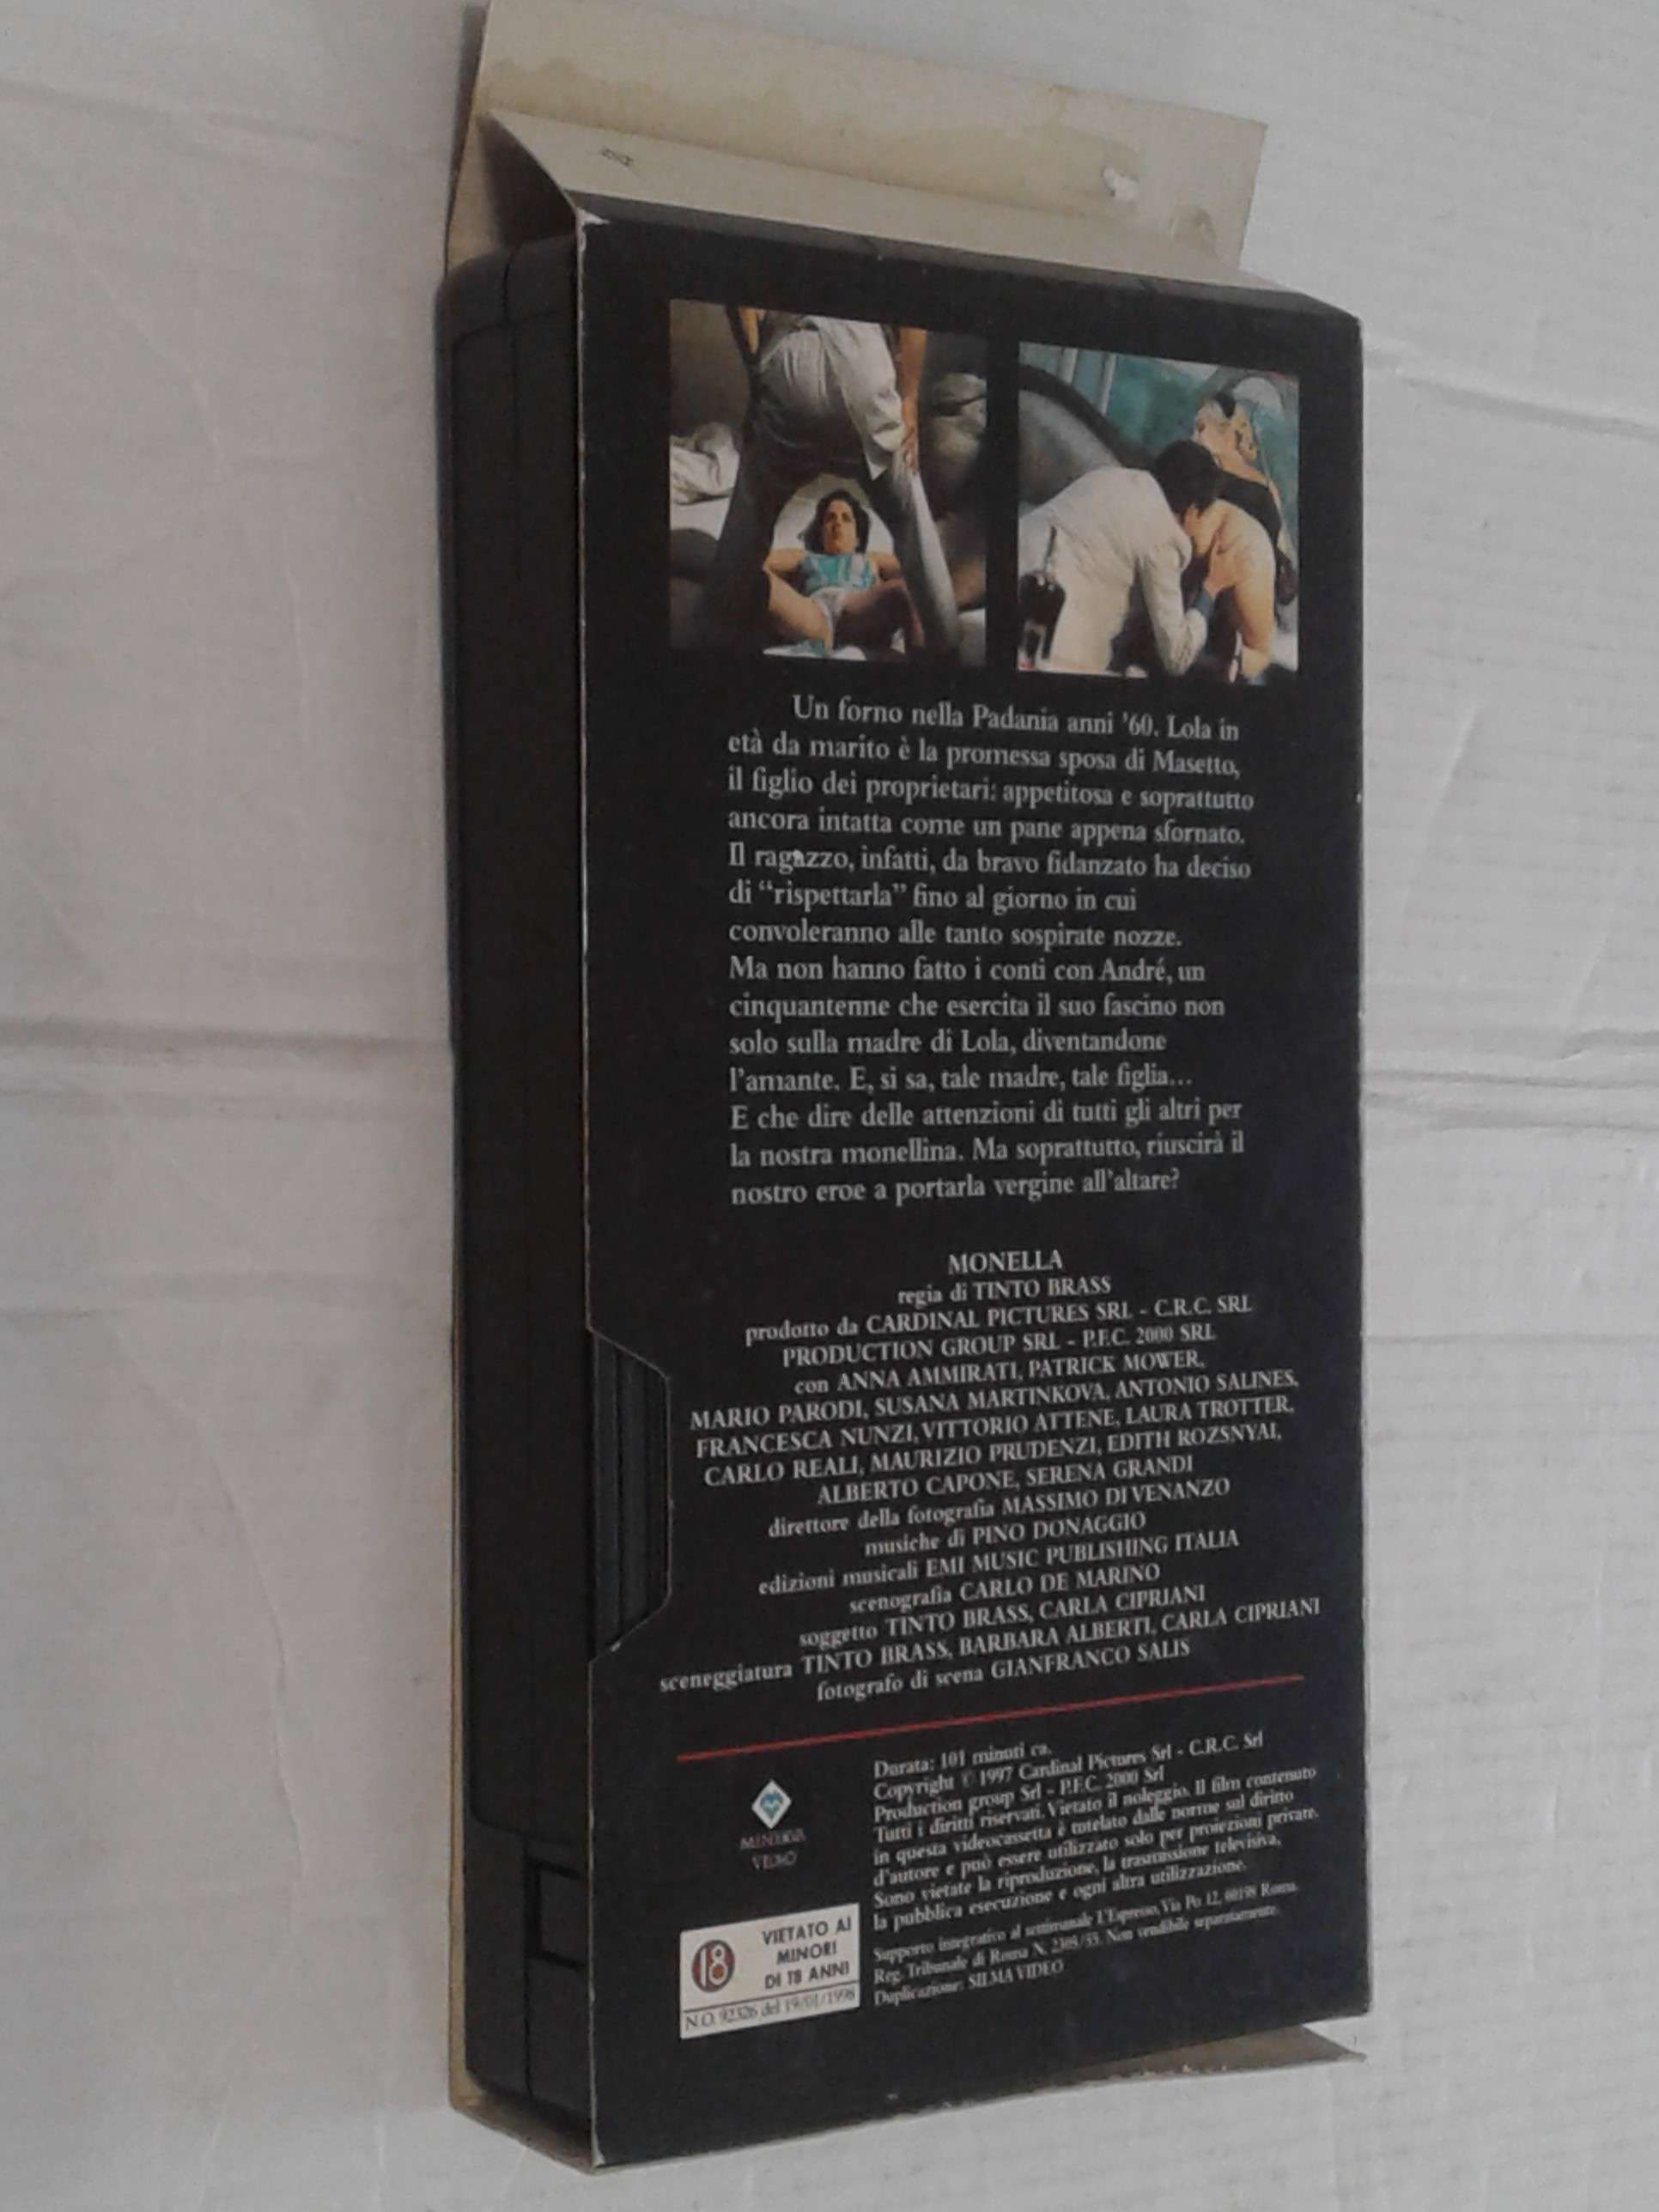 Un forno nella Padania anni '60. Lola in
età da marito è la promessa sposa di Masetto,
il figlio dei proprietari: appetitosa e soprattutto
ancora intatta come un pane appena sfornato.
Il ragazzo, infatti, da bravo fidanzato ha deciso
di “rispettarla” fino al giorno in cui
convoleranno alle tanto sospirate nozze.
Ma non hanno fatto i conti con André, un
cinquantenne che esercita il suo fascino non
solo sulla madre di Lola, diventandone
l'amante. E, si sa, tale madre, tale figlia...
E che dire delle attenzioni di tutti gli altri per
la nostra monellina. Ma soprattutto, riuscirà il
nostro eroe a portarla vergine all'altare?
MONELLA
regia di TINTO BRASS
prodotto da CARDINAL PICTURES SRL - C.R.C. SRL
PRODUCTION GROUP SRL - P.F.C. 2000 SRL
con ANNA AMMIRATI, PATRICK MOWER,
MARIO PARODI, SUSANA MARTINKOVA, ANTONIO SALINES,
FRANCESCA NUNZI, VITTORIO ATTENE, LAURA TROTTER,
CARLO REALI, MAURIZIO PRUDENZI, EDITH ROZSNYAI,
ALBERTO CAPONE, SERENA GRANDI
direttore della fotografia MASSIMO DI VENANZO
musiche di PINO DONAGGIO
edizioni musicali EMI MUSIC PUBLISHING ITALIA
scenografia CARLO DE MARINO
soggetto TINTO BRASS, CARLA CIPRIANI
sceneggiatura TINTO BRASS, BARBARA ALBERTI, CARLA CIPRIANI
fotografo di scena GIANFRANCO SALIS
Durata: 101 minuti ca.
Copyright © 1997 Cardinal Pictures Srl - C.R.C. Srl
Production group Srl - P.F.C. 2000 Srl
Tutti i diritti riservati. Vietato il noleggio. Il film contenuto
in questa videocassetta è tutelato dalle norme sul diritto
d'autore e può essere utilizzato solo per proiezioni private.
Sono vietate la riproduzione, la trasmissione televisiva,
la pubblica esecuzione e ogni altra utilizzazione.
Supporto integrativo al settimanale L'Espresso, Via Po 12, 00198 Roma.
Reg. Tribunale di Roma N. 2305/53. Non vendibile separatamente.
Duplicazione: SILMA VIDEO
MINERVA
VIDEO
18
VIETATO AI
MINORI
DI 18 ANNI
N.O. 92326 del 19/01/1998